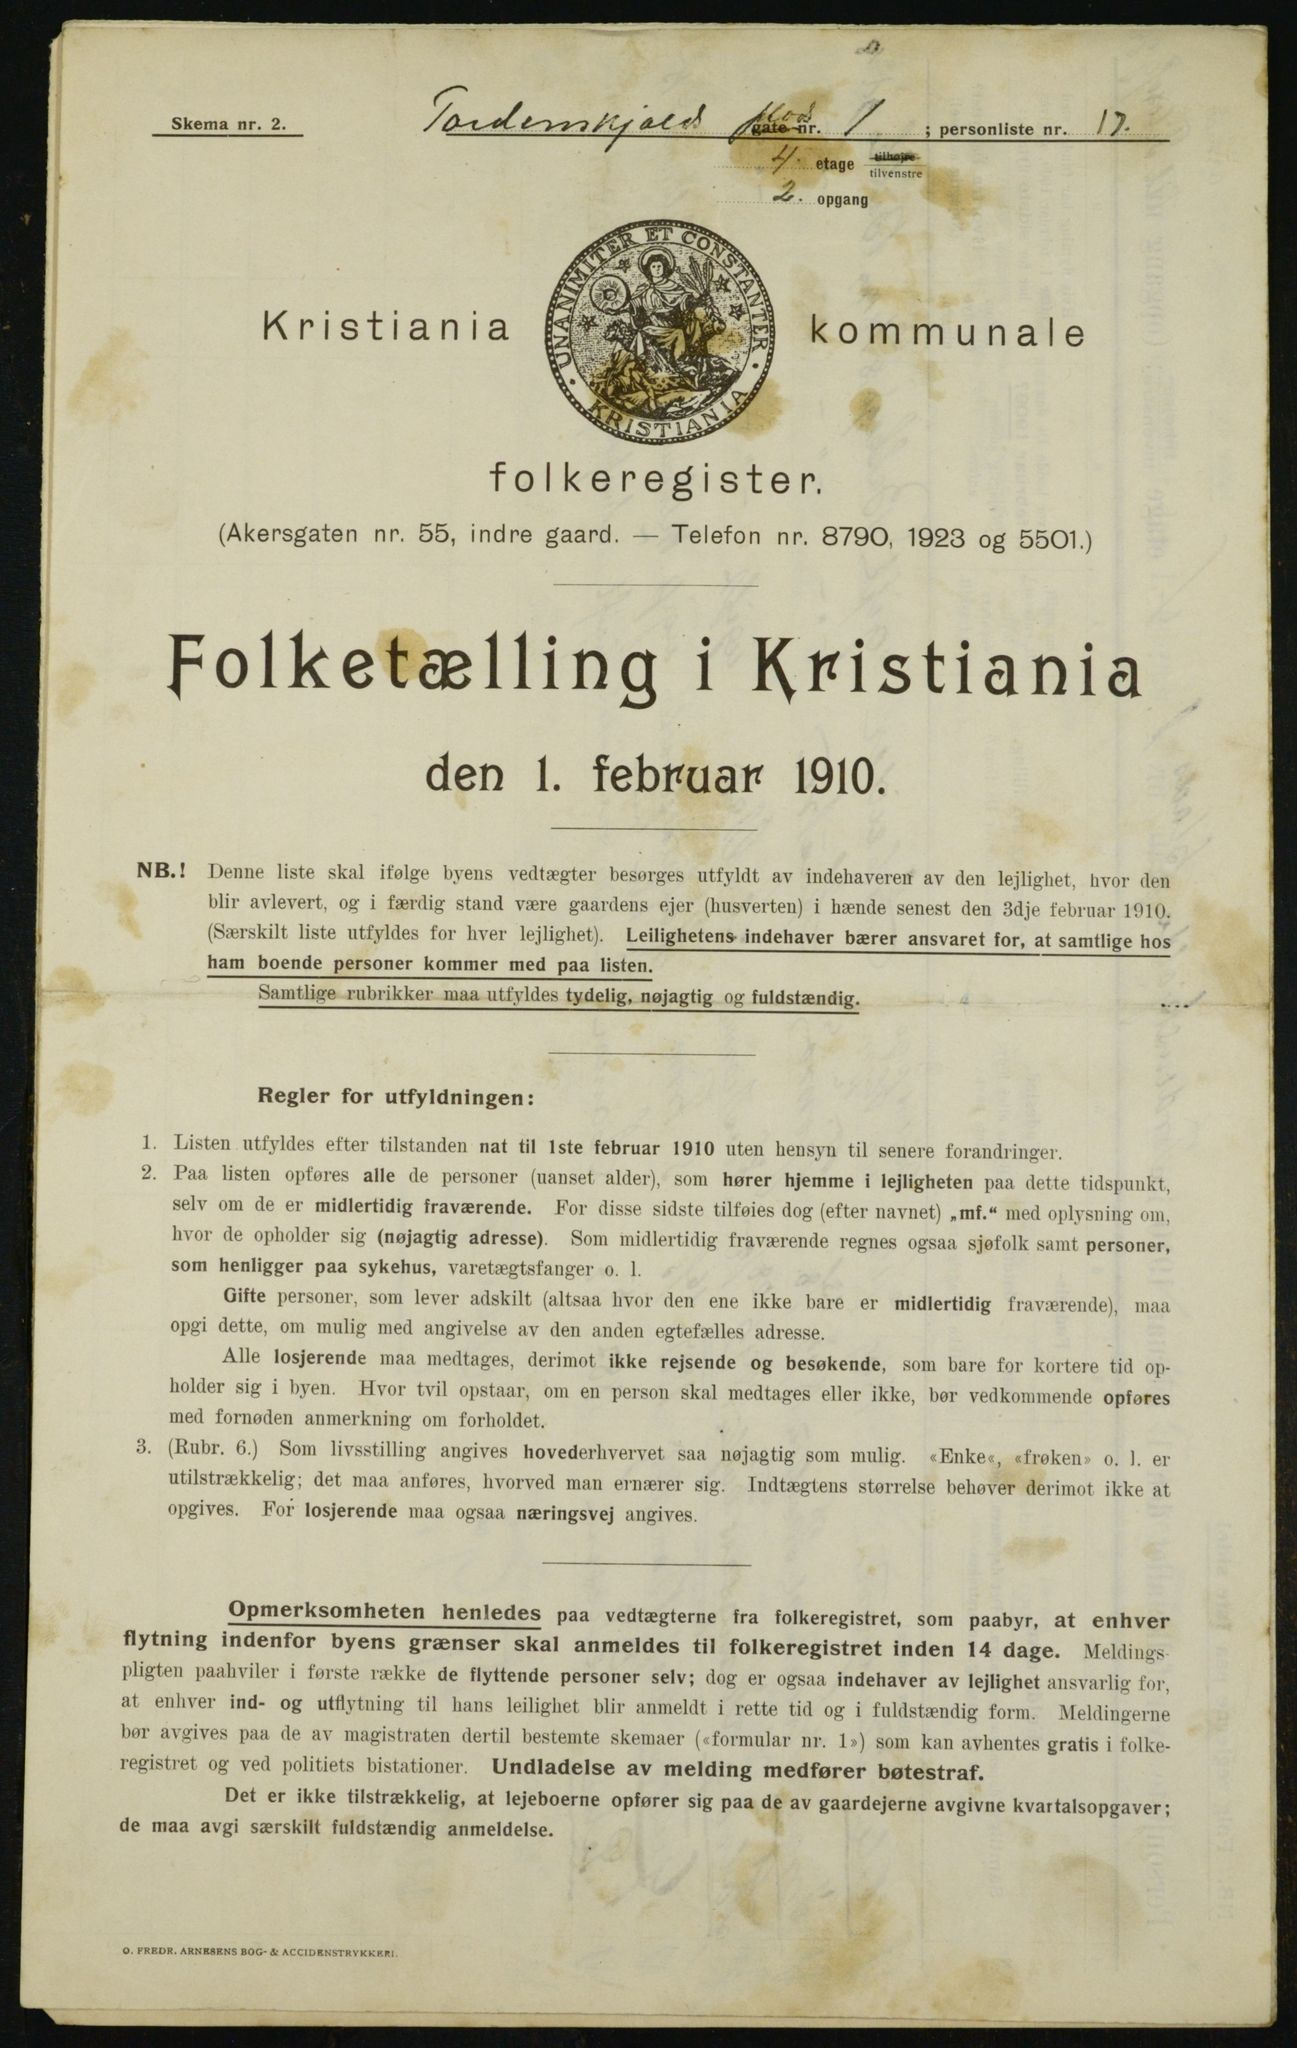 Skema nr. 2.
Tordenskjolds plads gate nr. 1 ; personliste nr. 17.
4. etage tilhøjre tilvenstre
2. opgang
UNANIMITER ET CONSTANTER
KRISTIANIA
Kristiania kommunale
folkeregister.
(Akersgaten nr. 55, indre gaard. — Telefon nr. 8790, 1923 og 5501.)
Folketælling i Kristiania
den 1. februar 1910.
NB.! Denne liste skal ifølge byens vedtægter besørges utfyldt av indehaveren av den lejlighet, hvor den
blir avlevert, og i færdig stand være gaardens ejer (husverten) i hænde senest den 3dje februar 1910.
(Særskilt liste utfyldes for hver lejlighet). Leilighetens indehaver bærer ansvaret for, at samtlige hos
ham boende personer kommer med paa listen.
Samtlige rubrikker maa utfyldes tydelig, nøjagtig og fuldstændig.
Regler for utfyldningen:
1. Listen utfyldes efter tilstanden nat til 1ste februar 1910 uten hensyn til senere forandringer.
2. Paa listen opføres alle de personer (uanset alder), som hører hjemme i lejligheten paa dette tidspunkt,
selv om de er midlertidig fraværende. For disse sidste tilføies dog (efter navnet) „mf.“ med oplysning om,
hvor de opholder sig (nøjagtig adresse). Som midlertidig fraværende regnes ogsaa sjøfolk samt personer,
som henligger paa sykehus, varetægtsfanger o. l.
Gifte personer, som lever adskilt (altsaa hvor den ene ikke bare er midlertidig fraværende), maa
opgi dette, om mulig med angivelse av den anden egtefælles adresse.
Alle losjerende maa medtages, derimot ikke rejsende og besøkende, som bare for kortere tid op-
holder sig i byen. Hvor tvil opstaar, om en person skal medtages eller ikke, bør vedkommende opføres
med fornøden anmerkning om forholdet.
3. (Rubr. 6.) Som livsstilling angives hovederhvervet saa nøjagtig som mulig. «Enke«, «frøken» o. l. er
utilstrækkelig; det maa anføres, hvorved man ernærer sig. Indtægtens størrelse behøver derimot ikke at
opgives. For losjerende maa ogsaa næringsvej angives.
Opmerksomheten henledes paa vedtægterne fra folkeregistret, som paabyr, at enhver
flytning indenfor byens grænser skal anmeldes til folkeregistret inden 14 dage. Meldings-
pligten paahviler i første række de flyttende personer selv; dog er ogsaa indehaver av lejlighet ansvarlig for,
at enhver ind- og utflytning til hans leilighet blir anmeldt i rette tid og i fuldstændig form. Meldingerne
bør avgives paa de av magistraten dertil bestemte skemaer («formular nr. 1») som kan avhentes gratis i folke-
registret og ved politiets bistationer. Undladelse av melding medfører bøtestraf.
Det er ikke tilstrækkelig, at lejeboerne opfører sig paa de av gaardejerne avgivne kvartalsopgaver;
de maa avgi særskilt fuldstændig anmeldelse.
O. FREDR. ARNESENS BOG- & ACCIDENSTRYKKERI.